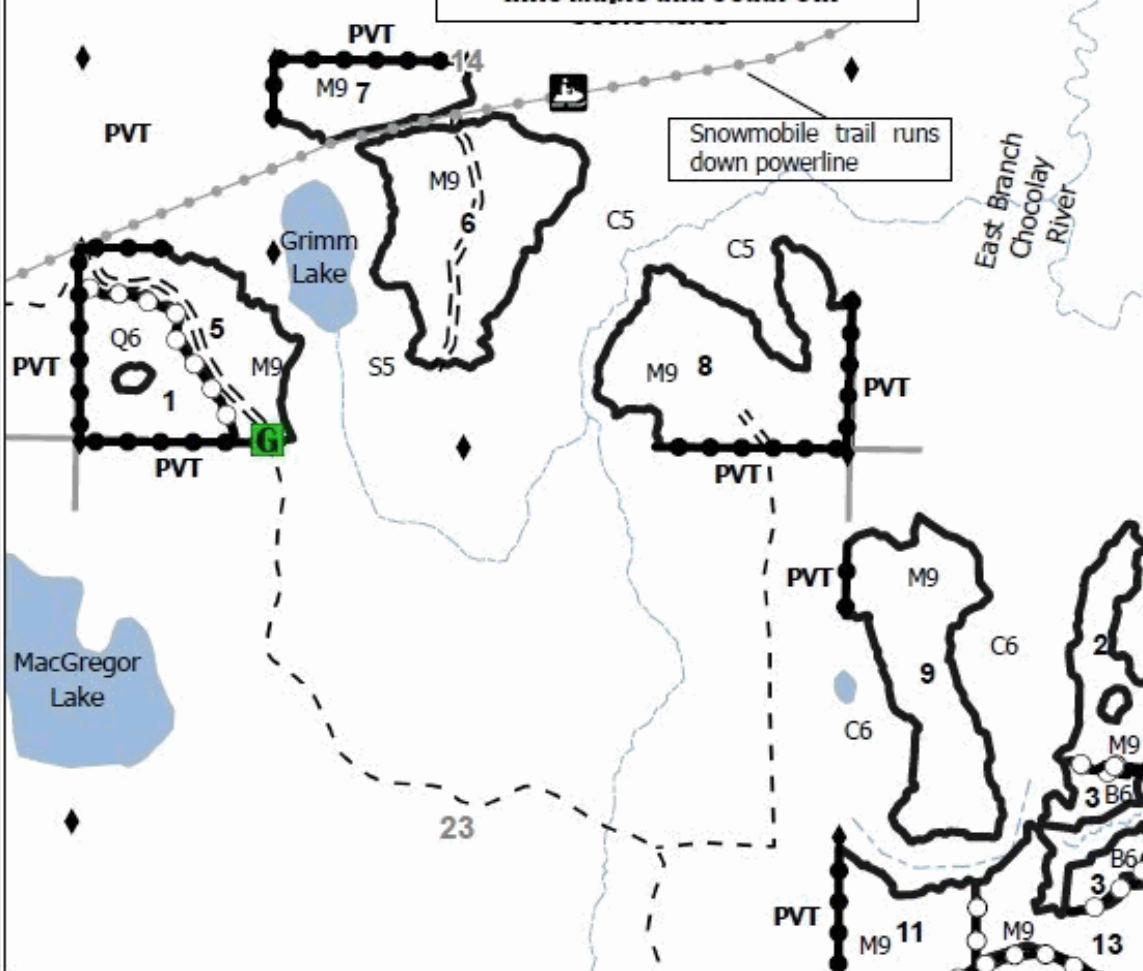 PVT
14
M9 7
PVT
Snowmobile trail runs
down powerline
M9
6
C5
C5
East Branch
Chocolay
River
Grimm
Lake
5
Q6
M9
1
PVT
S5
M9 8
PVT
G
PVT
PVT
PVT
M9
C6
9
2
MacGregor
Lake
C6
M9
3 B6
23
B6
3
PVT
M9 11
M9
13